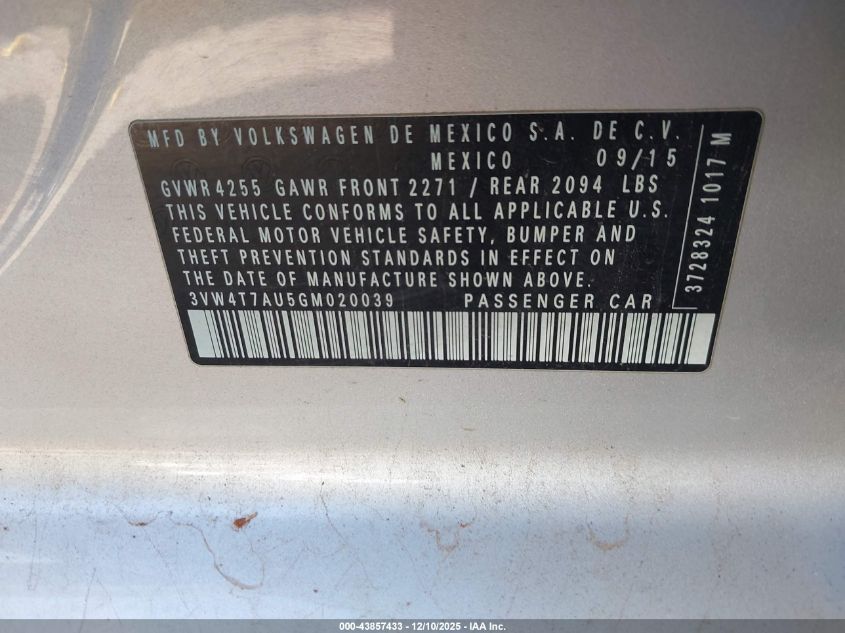 MFD BY VOLKSWAGEN DE MEXICO S.A. DE C.V.
MEXICO 09/15
GVWR 4255 GAWR FRONT 2271 / REAR 2094 LBS
THIS VEHICLE CONFORMS TO ALL APPLICABLE U.S.
FEDERAL MOTOR VEHICLE SAFETY, BUMPER AND
THEFT PREVENTION STANDARDS IN EFFECT ON
THE DATE OF MANUFACTURE SHOWN ABOVE.
3VW4T7AU5GM020039 PASSENGER CAR
3728324 1017 M
000-43857433 - 12/10/2025 - IAA Inc.